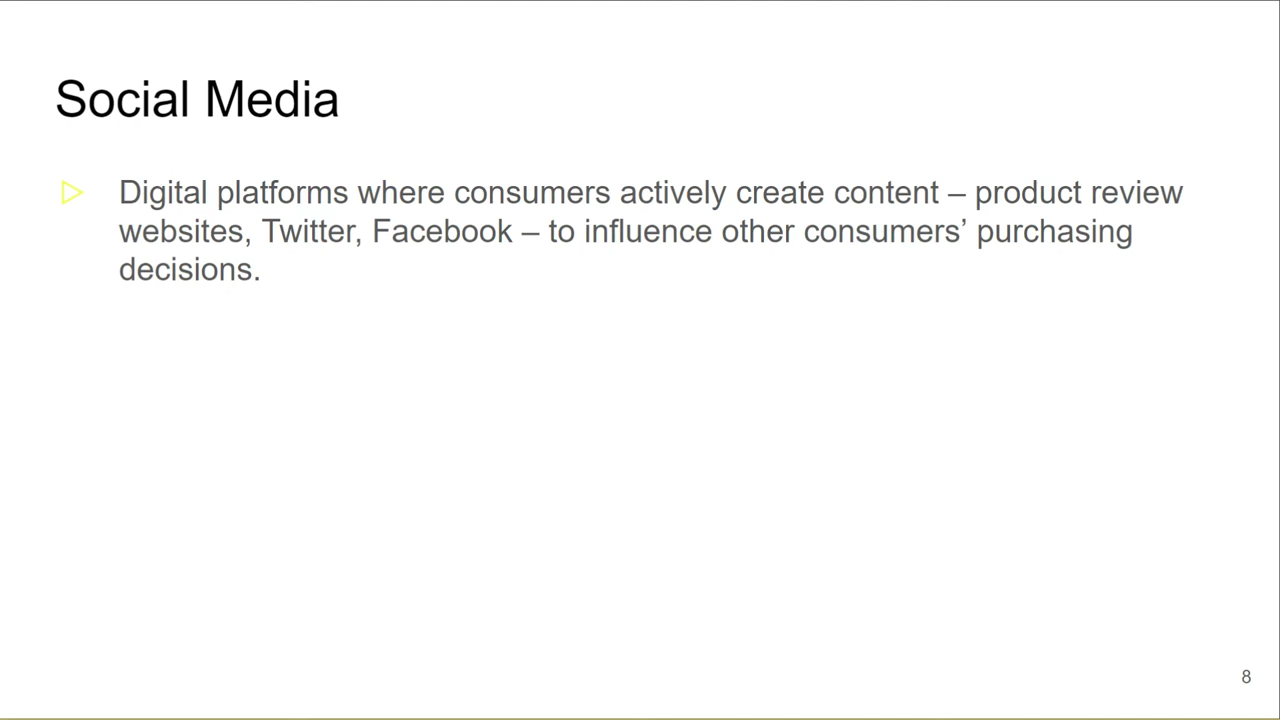 Social Media
Digital platforms where consumers actively create content – product review
websites, Twitter, Facebook – to influence other consumers’ purchasing
decisions.
8